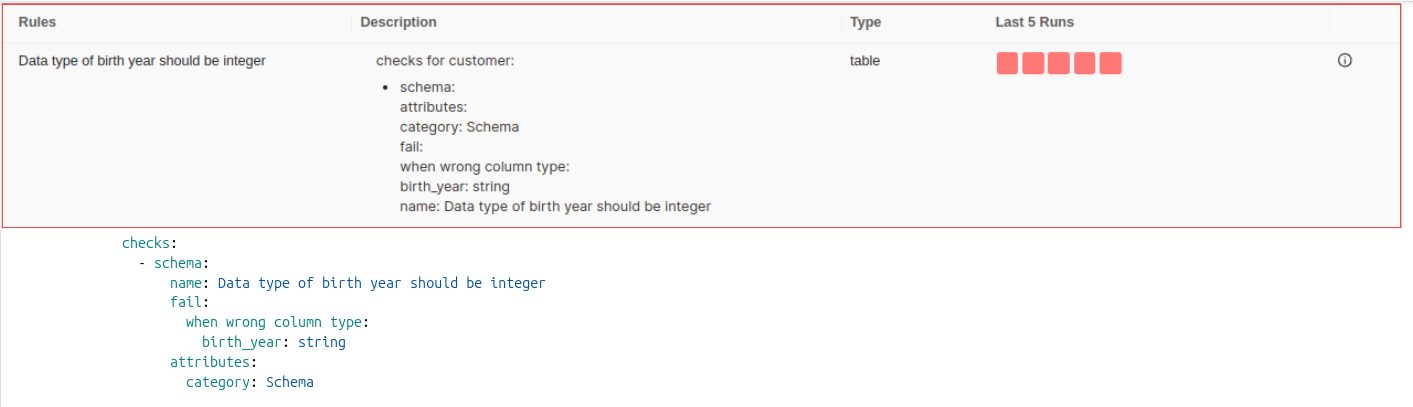 Rules Description Type Last 5 Runs
Data type of birth year should be integer checks for customer: table
• schema:
attributes:
category: Schema
fail:
when wrong column type:
birth_year: string
name: Data type of birth year should be integer
checks:
- schema:
name: Data type of birth year should be integer
fail:
when wrong column type:
birth_year: string
attributes:
category: Schema